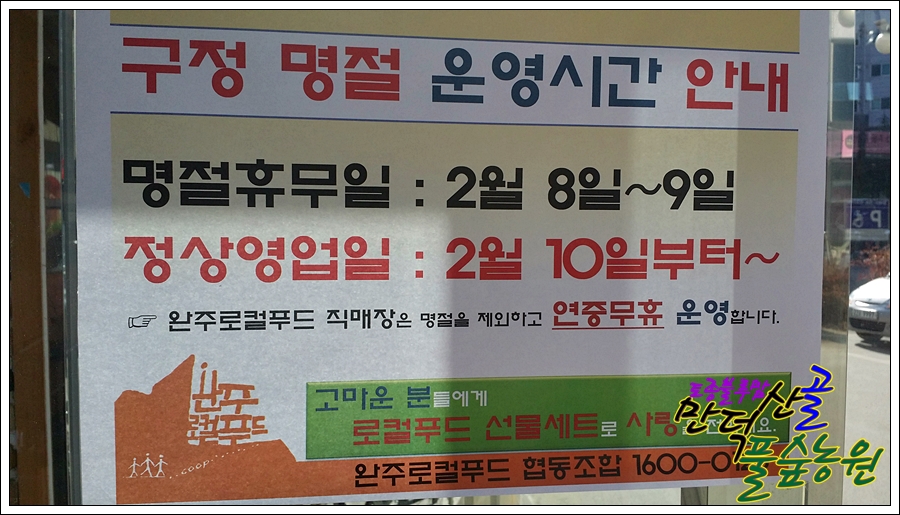 구정 명절 운영시간 안내
명절휴무일 : 2월 8일~9일
정상영업일 : 2월 10일부터~
☞ 완주로컬푸드 직매장은 명절을 제외하고 연중무휴 운영합니다.
완주
로컬푸드
coop
고마운 분들에게
로컬푸드 선물세트로 사랑
완주로컬푸드 협동조합 1600-01
만덕산골
풀숲농원
P